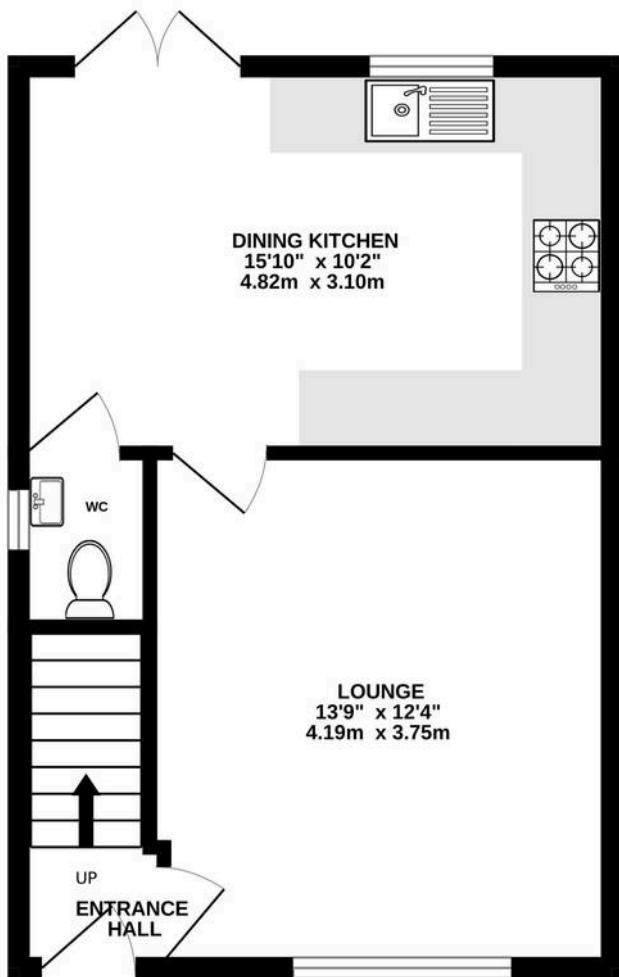 DINING KITCHEN
15'10" x 10'2"
4.82m x 3.10m
WC
LOUNGE
13'9" x 12'4"
4.19m x 3.75m
UP
ENTRANCE
HALL